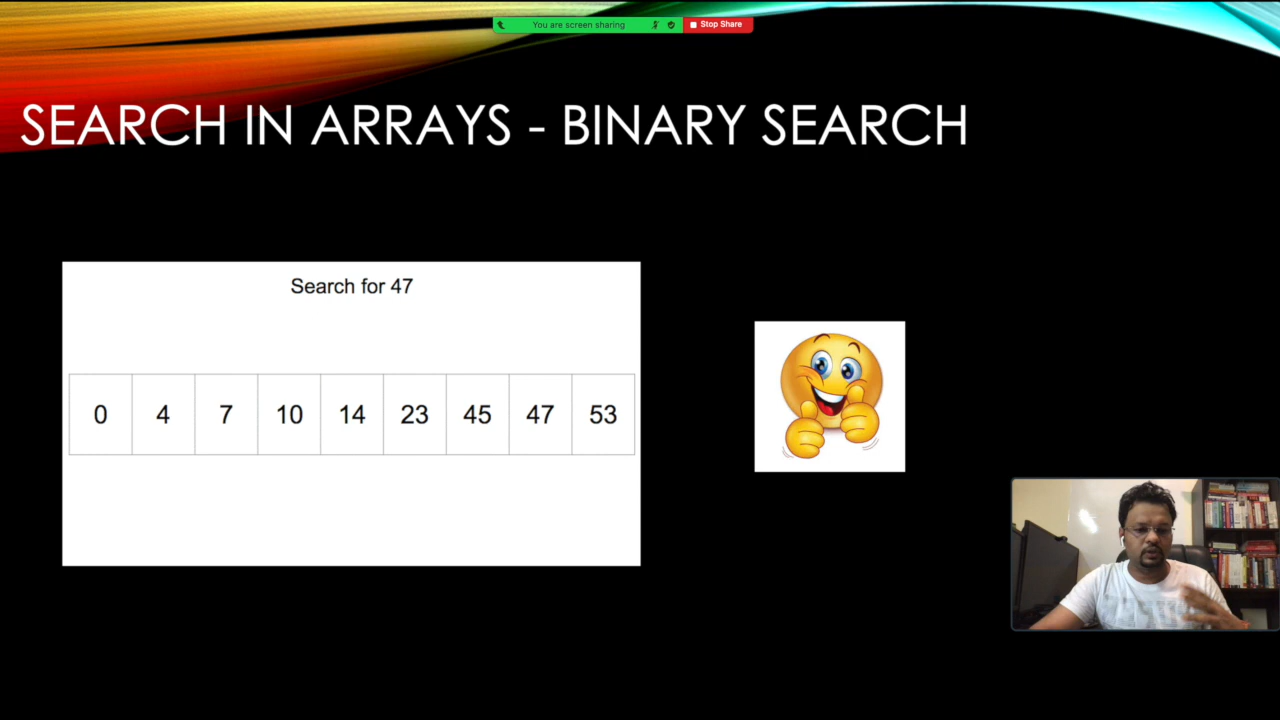 You are screen sharing
Stop Share
SEARCH IN ARRAYS - BINARY SEARCH
Search for 47
0 4 7 10 14 23 45 47 53